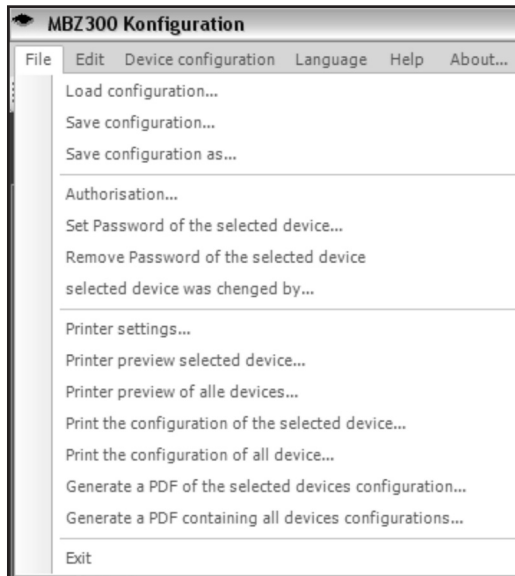 MBZ300 Konfiguration
File Edit Device configuration Language Help About...
Load configuration...
Save configuration...
Save configuration as...
Authorisation...
Set Password of the selected device...
Remove Password of the selected device
selected device was chenged by...
Printer settings...
Printer preview selected device...
Printer preview of alle devices...
Print the configuration of the selected device...
Print the configuration of all device...
Generate a PDF of the selected devices configuration...
Generate a PDF containing all devices configurations...
Exit